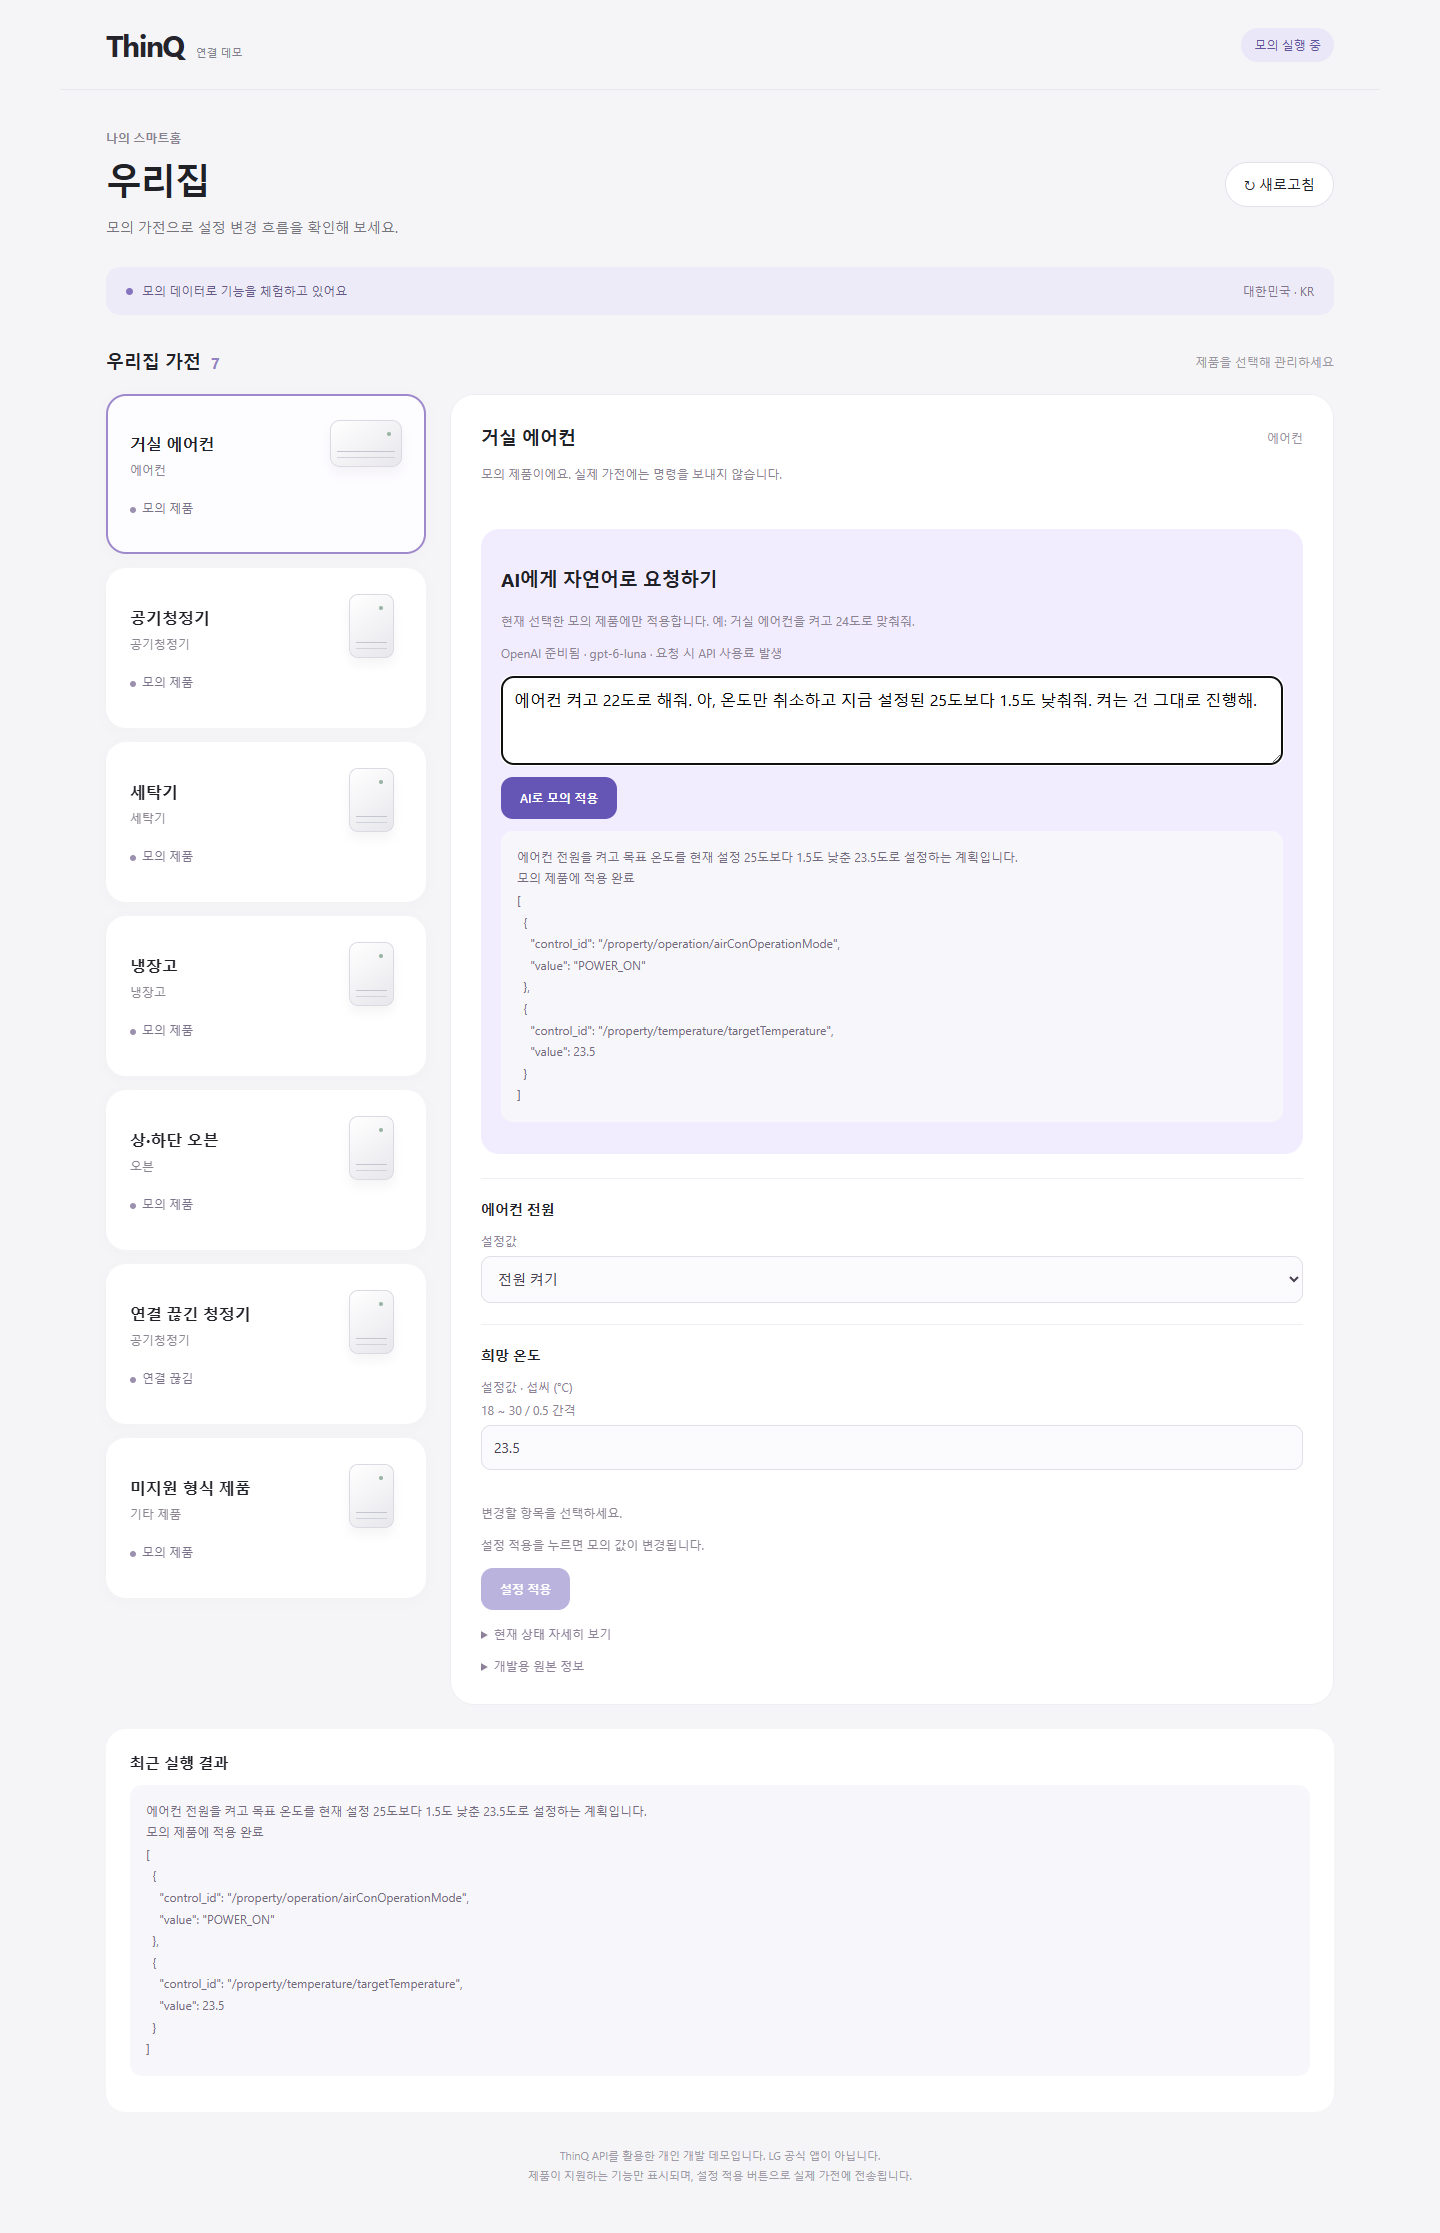 ThinQ 연결 데모
모의 실행 중
나의 스마트홈
우리집
↻ 새로고침
모의 가전으로 설정 변경 흐름을 확인해 보세요.
모의 데이터로 기능을 체험하고 있어요
대한민국 · KR
우리집 가전 7
제품을 선택해 관리하세요
거실 에어컨
에어컨
모의 제품
공기청정기
공기청정기
모의 제품
세탁기
세탁기
모의 제품
냉장고
냉장고
모의 제품
상·하단 오븐
오븐
모의 제품
연결 끊긴 청정기
공기청정기
연결 끊김
미지원 형식 제품
기타 제품
모의 제품
거실 에어컨
에어컨
모의 제품이에요. 실제 가전에는 명령을 보내지 않습니다.
AI에게 자연어로 요청하기
현재 선택한 모의 제품에만 적용합니다. 예: 거실 에어컨을 켜고 24도로 맞춰줘.
OpenAI 준비됨 · gpt-6-luna · 요청 시 API 사용료 발생
에어컨 켜고 22도로 해줘. 아, 온도만 취소하고 지금 설정된 25도보다 1.5도 낮춰줘. 켜는 건 그대로 진행해.
AI로 모의 적용
에어컨 전원을 켜고 목표 온도를 현재 설정 25도보다 1.5도 낮춘 23.5도로 설정하는 계획입니다.
모의 제품에 적용 완료
[
{
"control_id": "/property/operation/airConOperationMode",
"value": "POWER_ON"
},
{
"control_id": "/property/temperature/targetTemperature",
"value": 23.5
}
]
에어컨 전원
설정값
전원 켜기
희망 온도
설정값 · 섭씨 (°C)
18 ~ 30 / 0.5 간격
23.5
변경할 항목을 선택하세요.
설정 적용을 누르면 모의 값이 변경됩니다.
설정 적용
▶ 현재 상태 자세히 보기
▶ 개발용 원본 정보
최근 실행 결과
에어컨 전원을 켜고 목표 온도를 현재 설정 25도보다 1.5도 낮춘 23.5도로 설정하는 계획입니다.
모의 제품에 적용 완료
[
{
"control_id": "/property/operation/airConOperationMode",
"value": "POWER_ON"
},
{
"control_id": "/property/temperature/targetTemperature",
"value": 23.5
}
]
ThinQ API를 활용한 개인 개발 데모입니다. LG 공식 앱이 아닙니다.
제품이 지원하는 기능만 표시되며, 설정 적용 버튼으로 실제 가전에 전송됩니다.